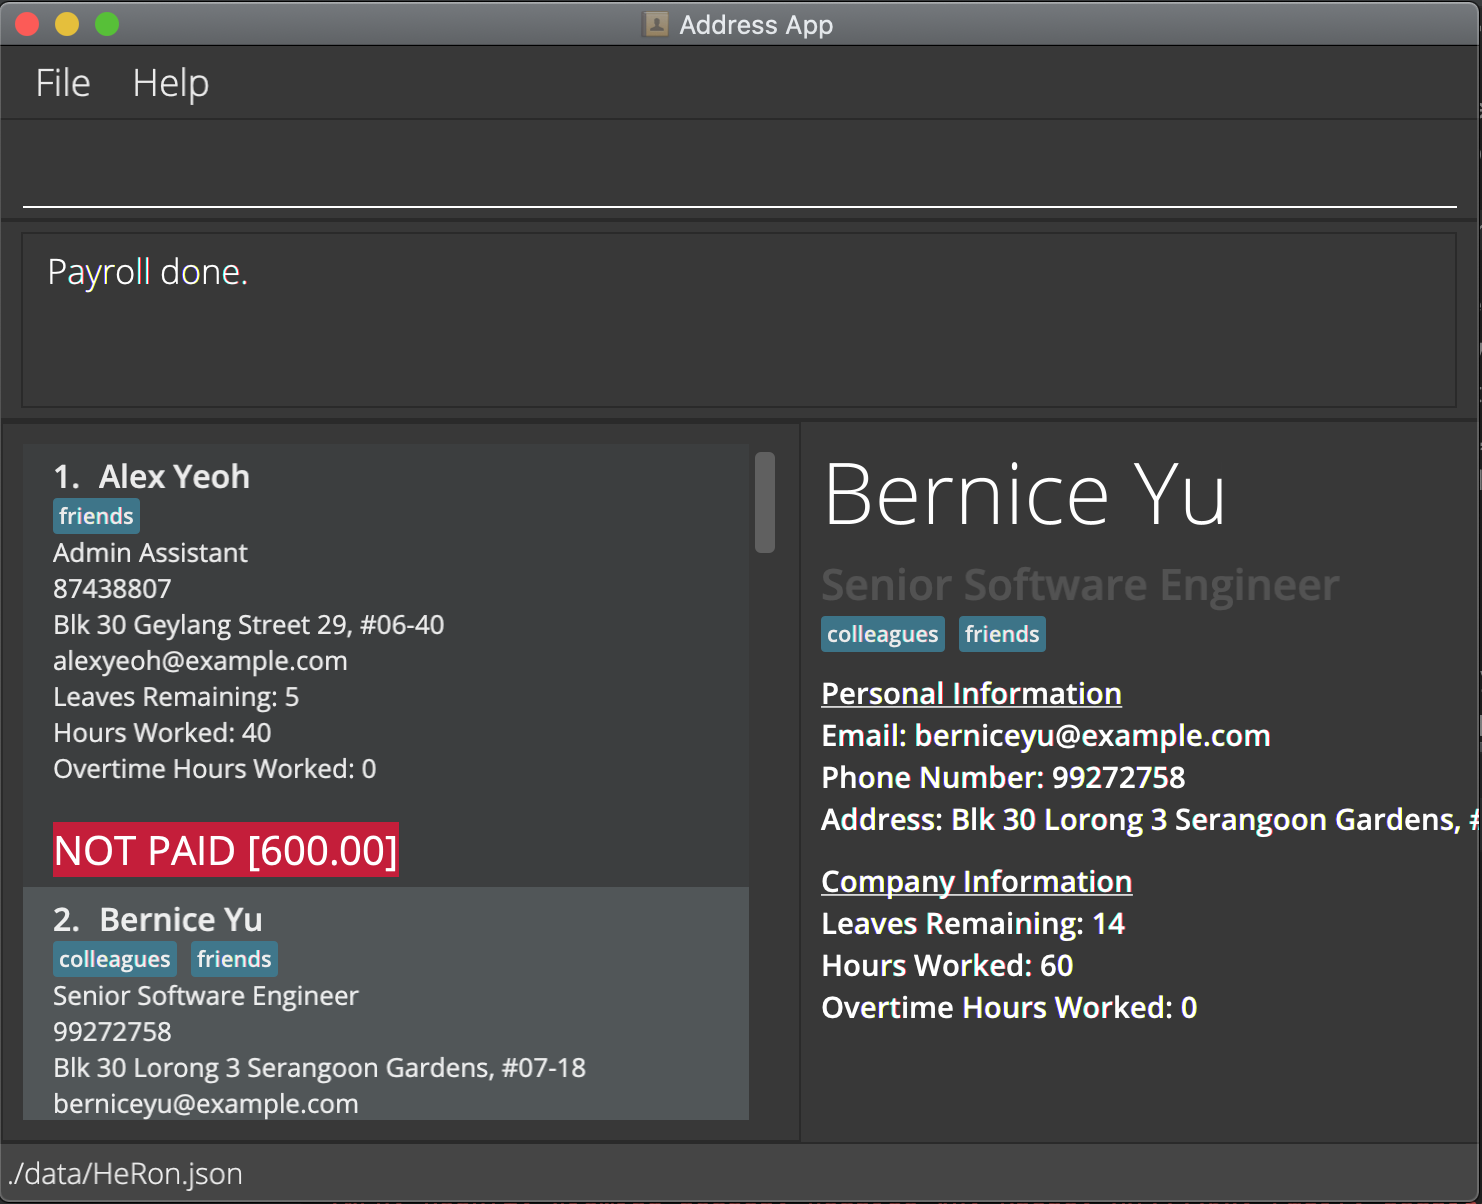 Address App
File Help
Payroll done.
1. Alex Yeoh
friends
Admin Assistant
87438807
Blk 30 Geylang Street 29, #06-40
alexyeoh@example.com
Leaves Remaining: 5
Hours Worked: 40
Overtime Hours Worked: 0
NOT PAID [600.00]
2. Bernice Yu
colleagues friends
Senior Software Engineer
99272758
Blk 30 Lorong 3 Serangoon Gardens, #07-18
berniceyu@example.com
Bernice Yu
Senior Software Engineer
colleagues friends
Personal Information
Email: berniceyu@example.com
Phone Number: 99272758
Address: Blk 30 Lorong 3 Serangoon Gardens, #
Company Information
Leaves Remaining: 14
Hours Worked: 60
Overtime Hours Worked: 0
./data/HeRon.json